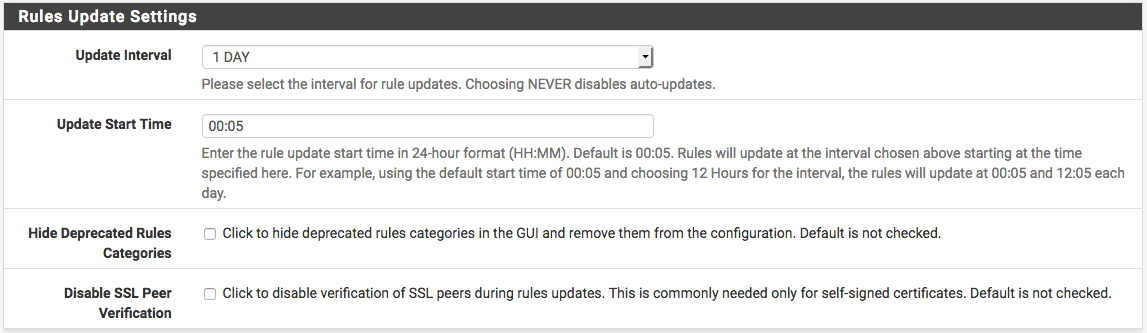 Rules Update Settings
Update Interval
1 DAY
Please select the interval for rule updates. Choosing NEVER disables auto-updates.
Update Start Time
00:05
Enter the rule update start time in 24-hour format (HH:MM). Default is 00:05. Rules will update at the interval chosen above starting at the time
specified here. For example, using the default start time of 00:05 and choosing 12 Hours for the interval, the rules will update at 00:05 and 12:05 each
day.
Hide Deprecated Rules
Categories
Click to hide deprecated rules categories in the GUI and remove them from the configuration. Default is not checked.
Disable SSL Peer
Verification
Click to disable verification of SSL peers during rules updates. This is commonly needed only for self-signed certificates. Default is not checked.